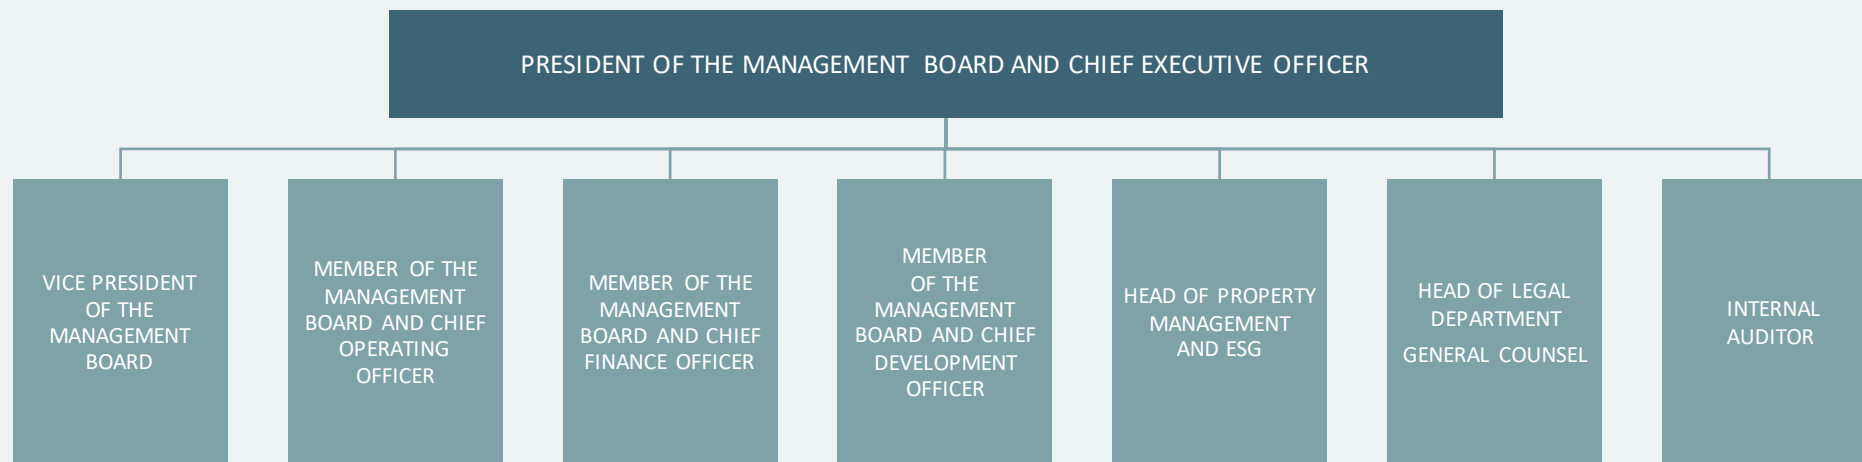 PRESIDENT OF THE MANAGEMENT BOARD AND CHIEF EXECUTIVE OFFICER
VICE PRESIDENT
OF THE
MANAGEMENT
BOARD
MEMBER OF THE
MANAGEMENT
BOARD AND CHIEF
OPERATING
OFFICER
MEMBER OF THE
MANAGEMENT
BOARD AND CHIEF
FINANCE OFFICER
MEMBER
OF THE
MANAGEMENT
BOARD AND CHIEF
DEVELOPMENT
OFFICER
HEAD OF PROPERTY
MANAGEMENT
AND ESG
HEAD OF LEGAL
DEPARTMENT
GENERAL COUNSEL
INTERNAL
AUDITOR